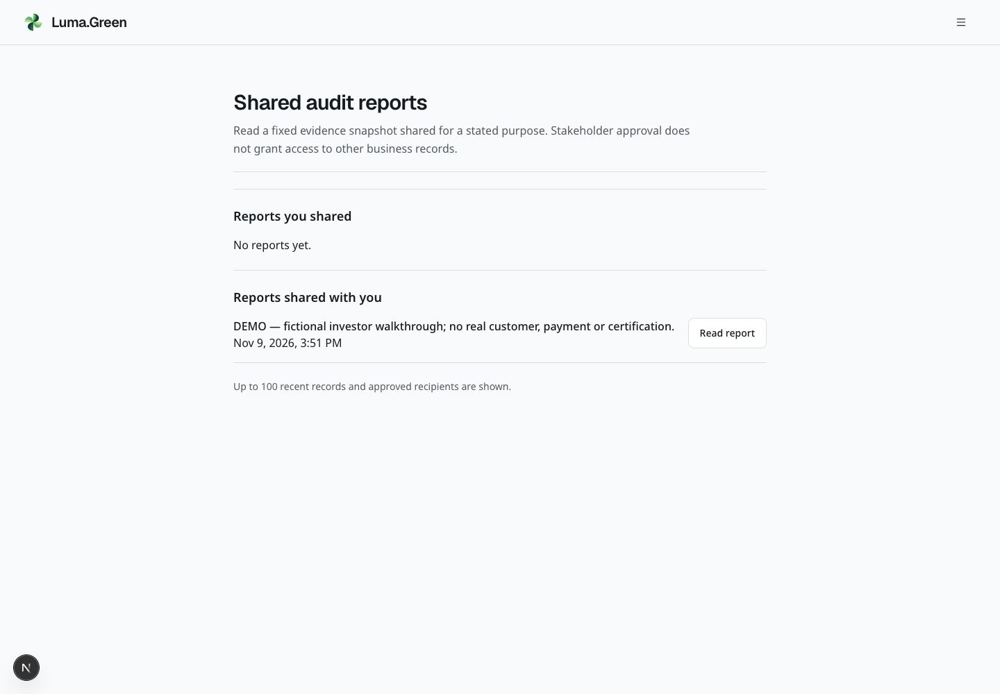 Luma.Green
Shared audit reports
Read a fixed evidence snapshot shared for a stated purpose. Stakeholder approval does
not grant access to other business records.
Reports you shared
No reports yet.
Reports shared with you
DEMO — fictional investor walkthrough; no real customer, payment or certification.
Nov 9, 2026, 3:51 PM
Read report
Up to 100 recent records and approved recipients are shown.
N